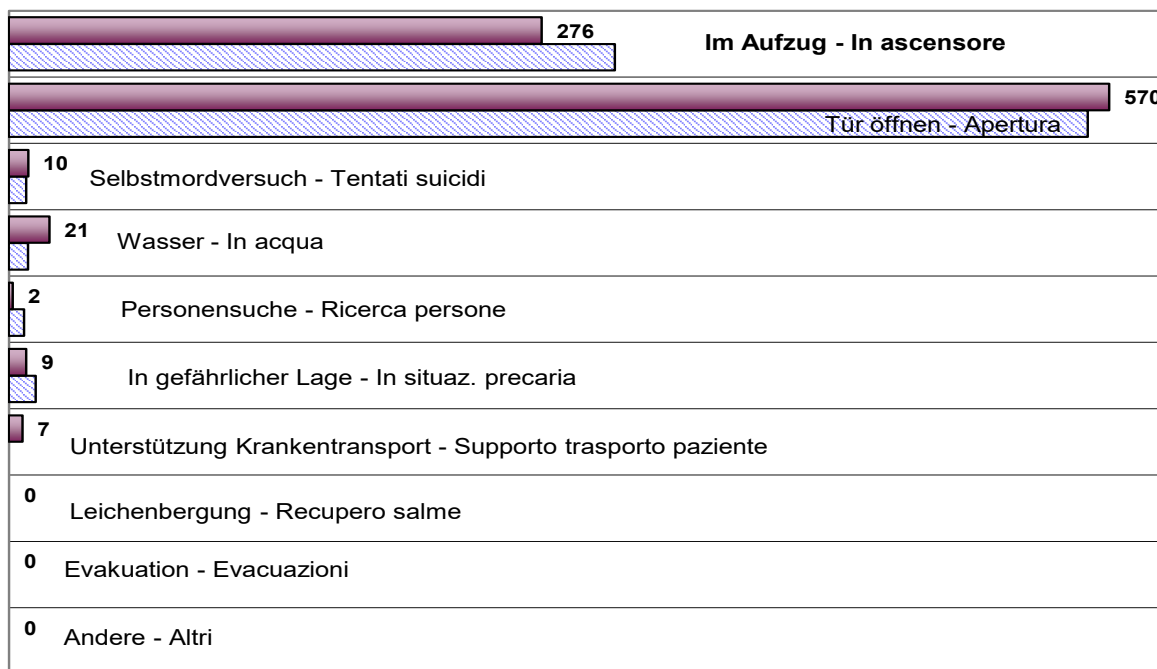 276 Im Aufzug - In ascensore
570
Tür öffnen - Apertura
10 Selbstmordversuch - Tentati suicidi
21 Wasser - In acqua
2 Personensuche - Ricerca persone
9 In gefährlicher Lage - In situaz. precaria
7 Unterstützung Krankentransport - Supporto trasporto paziente
0 Leichenbergung - Recupero salme
0 Evakuation - Evacuazioni
0 Andere - Altri